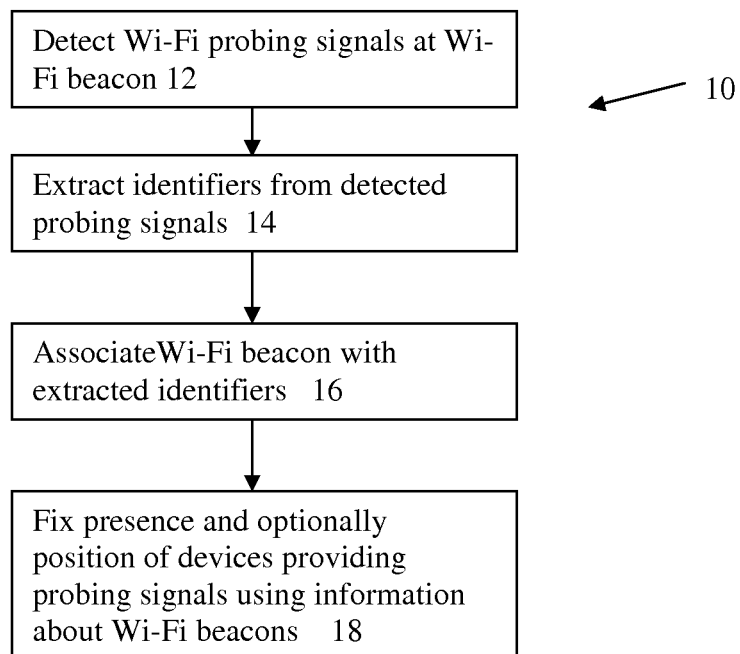 Detect Wi-Fi probing signals at Wi-
Fi beacon 12
10
Extract identifiers from detected
probing signals 14
AssociateWi-Fi beacon with
extracted identifiers 16
Fix presence and optionally
position of devices providing
probing signals using information
about Wi-Fi beacons 18